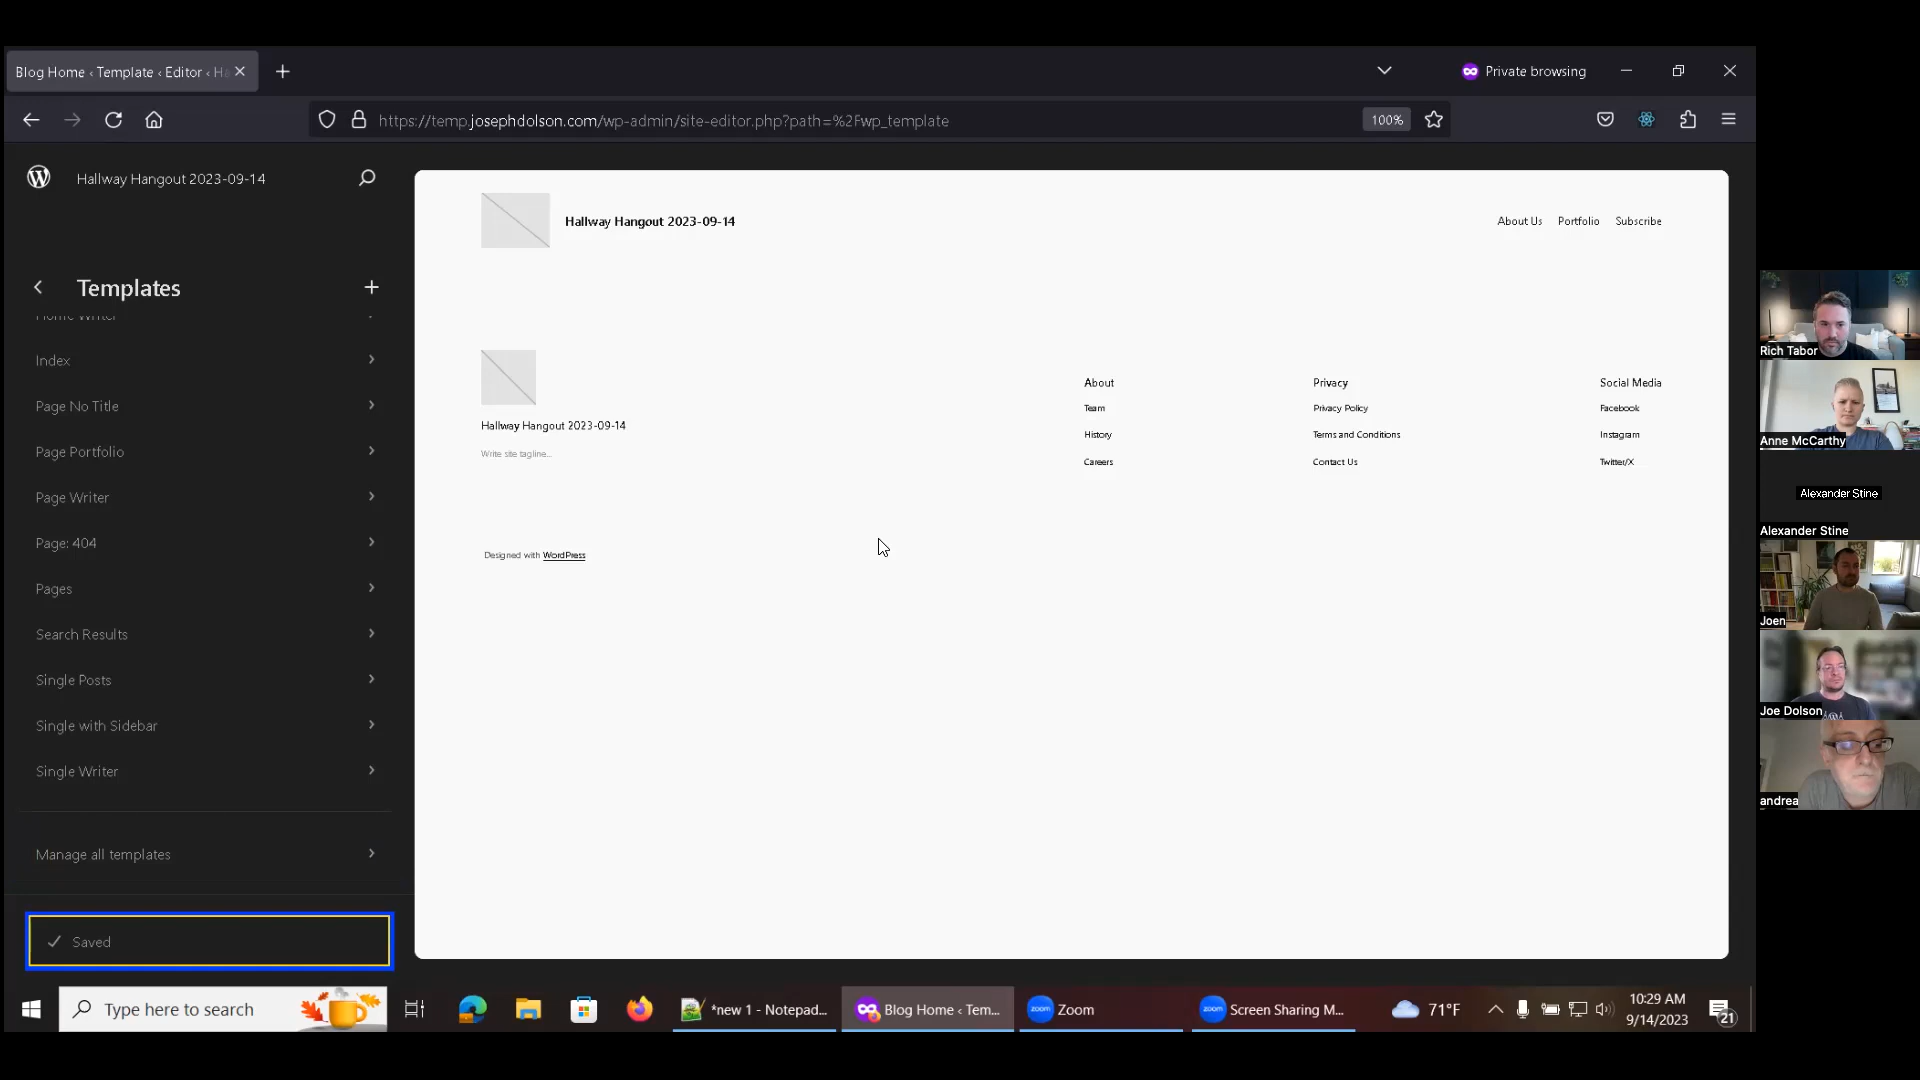 Blog Home ‹ Template ‹ Editor ‹ Ha
Private browsing
https://temp.josephdolson.com/wp-admin/site-editor.php?path=%2Fwp_template
100%
Hallway Hangout 2023-09-14
Templates
Home Writer
Index
Page No Title
Page Portfolio
Page Writer
Page: 404
Pages
Search Results
Single Posts
Single with Sidebar
Single Writer
Manage all templates
Saved
Hallway Hangout 2023-09-14
About Us Portfolio Subscribe
Hallway Hangout 2023-09-14
Write site tagline...
About
Team
History
Careers
Privacy
Privacy Policy
Terms and Conditions
Contact Us
Social Media
Facebook
Instagram
Twitter/X
Designed with WordPress
Rich Tabor
Anne McCarthy
Alexander Stine
Alexander Stine
Joen
Joe Dolson
andrea
Type here to search
*new 1 - Notepad...
Blog Home ‹ Tem...
zoom
Zoom
zoom
Screen Sharing M...
71°F
10:29 AM
9/14/2023
21